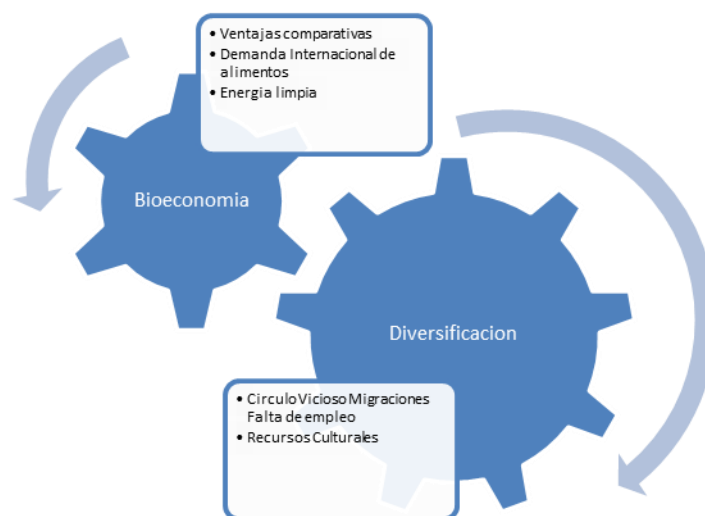 • Ventajas comparativas
• Demanda Internacional de
alimentos
• Energia limpia
Bioeconomia
Diversificacion
• Circulo Vicioso Migraciones
Falta de empleo
• Recursos Culturales